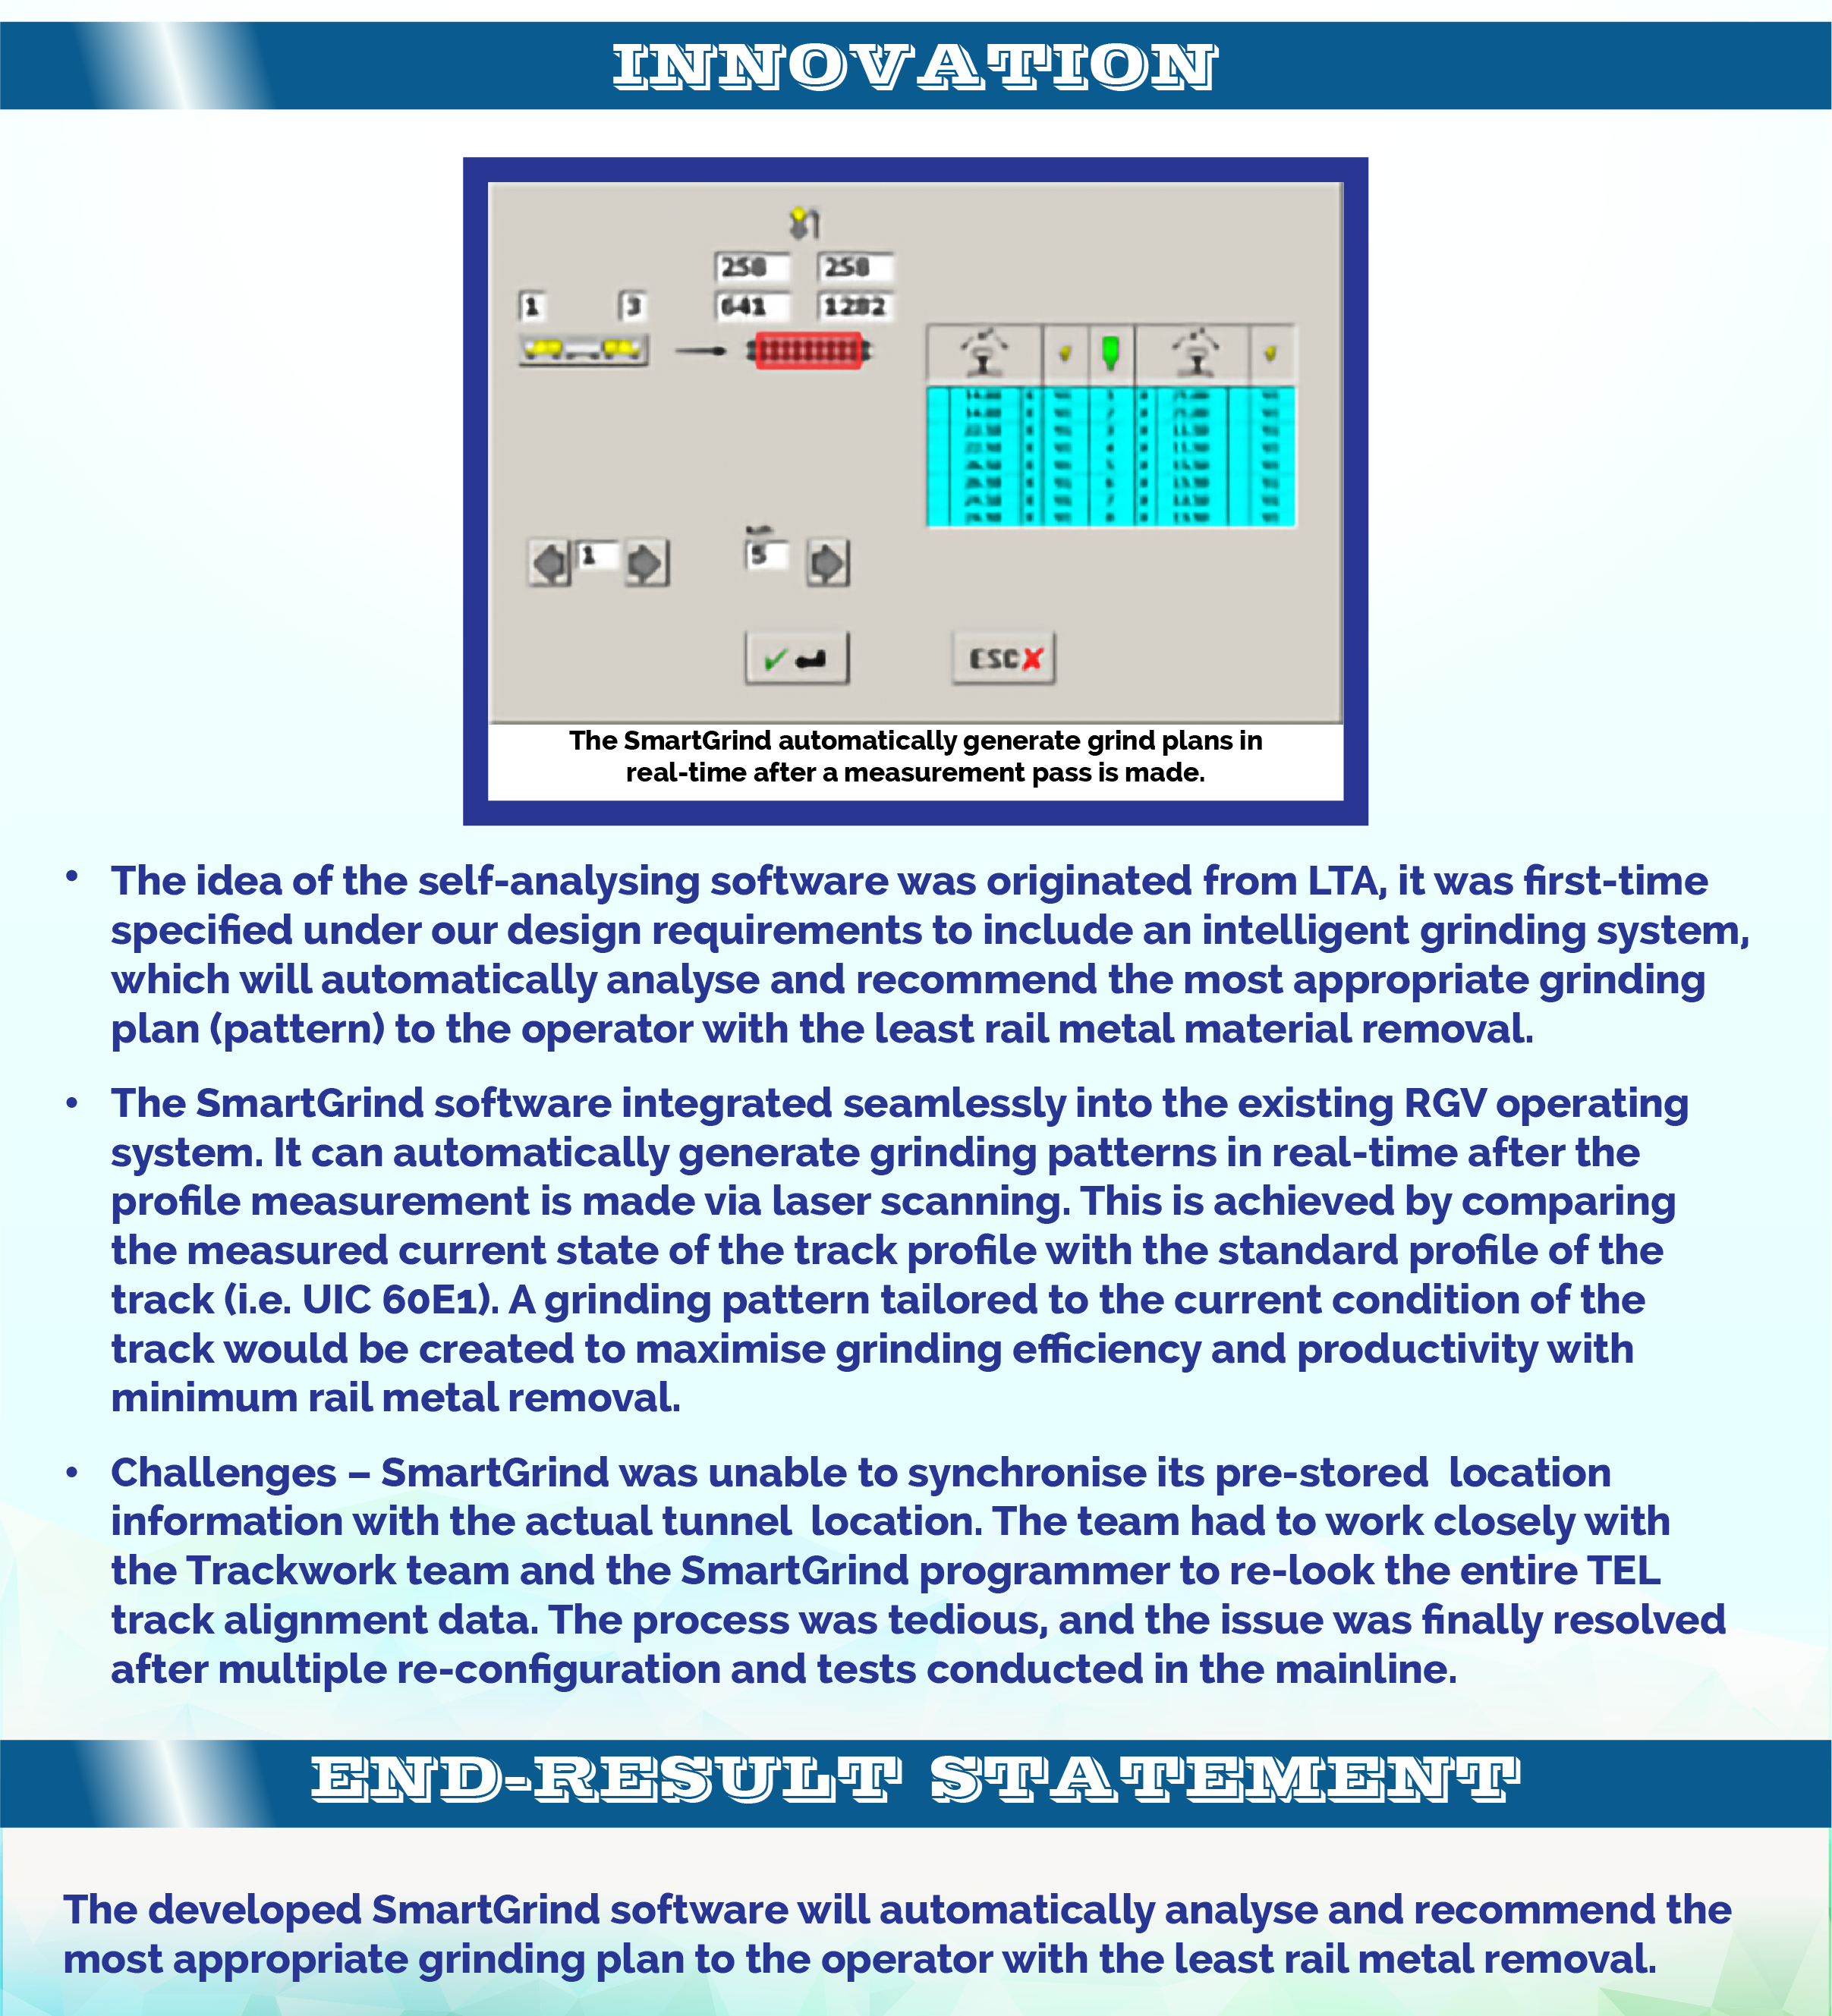 INNOVATION
258 258
1 3 641 1282
1 5
ESC
The SmartGrind automatically generate grind plans in
real-time after a measurement pass is made.
• The idea of the self-analysing software was originated from LTA, it was first-time
specified under our design requirements to include an intelligent grinding system,
which will automatically analyse and recommend the most appropriate grinding
plan (pattern) to the operator with the least rail metal material removal.
• The SmartGrind software integrated seamlessly into the existing RGV operating
system. It can automatically generate grinding patterns in real-time after the
profile measurement is made via laser scanning. This is achieved by comparing
the measured current state of the track profile with the standard profile of the
track (i.e. UIC 60E1). A grinding pattern tailored to the current condition of the
track would be created to maximise grinding efficiency and productivity with
minimum rail metal removal.
• Challenges – SmartGrind was unable to synchronise its pre-stored  location
information with the actual tunnel  location. The team had to work closely with
the Trackwork team and the SmartGrind programmer to re-look the entire TEL
track alignment data. The process was tedious, and the issue was finally resolved
after multiple re-configuration and tests conducted in the mainline.
END-RESULT STATEMENT
The developed SmartGrind software will automatically analyse and recommend the
most appropriate grinding plan to the operator with the least rail metal removal.